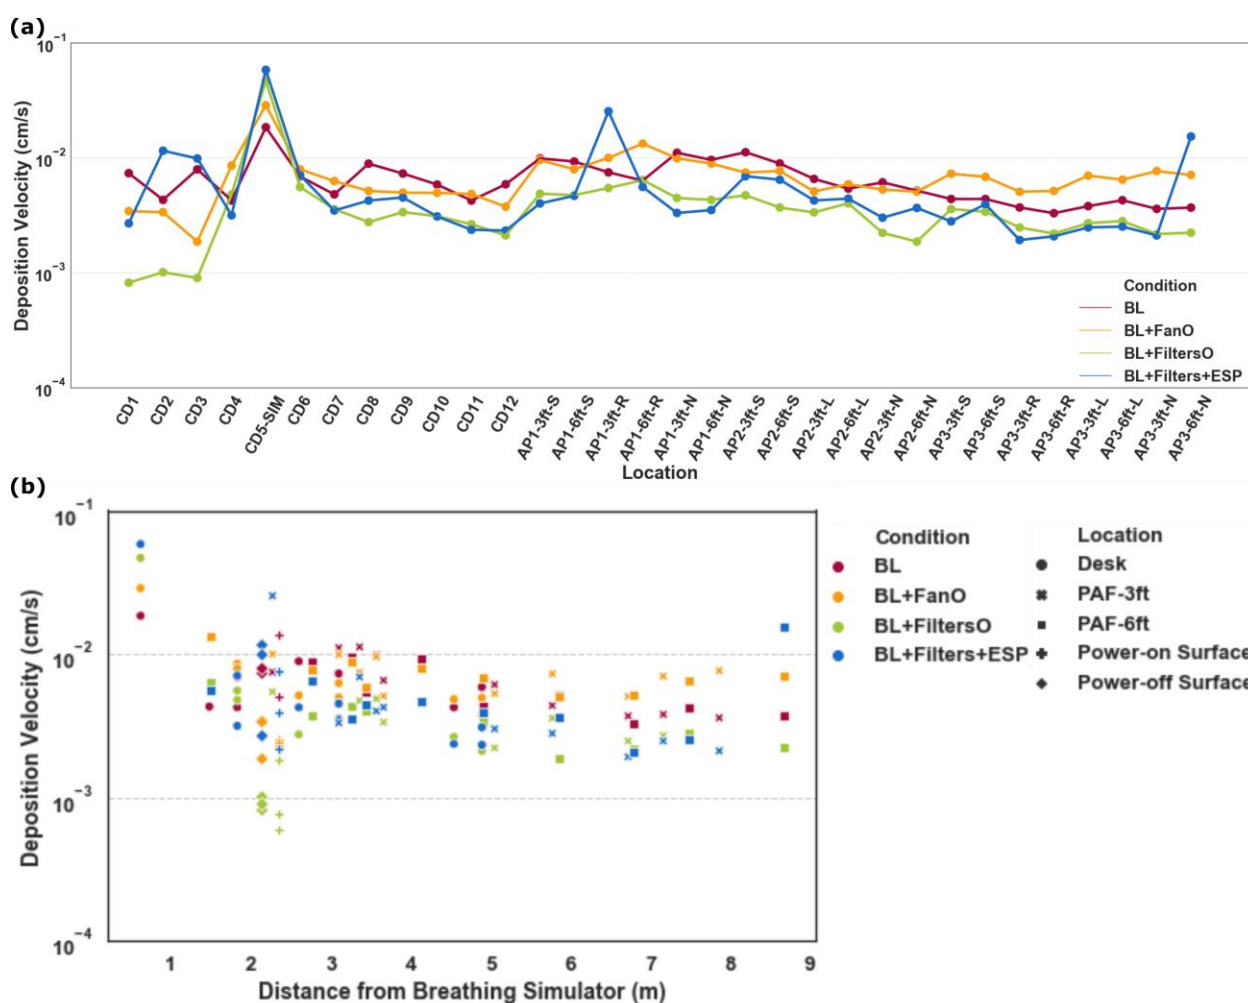 (a)
10⁻¹
10⁻²
10⁻³
10⁻⁴
Deposition Velocity (cm/s)
Condition
BL
BL+FanO
BL+FiltersO
BL+Filters+ESP
CD1
CD2
CD3
CD4
CD5-SIM
CD6
CD7
CD8
CD9
CD10
CD11
CD12
AP1-3ft-S
AP1-6ft-S
AP1-3ft-R
AP1-6ft-R
AP1-3ft-N
AP1-6ft-N
AP2-3ft-S
AP2-6ft-S
AP2-3ft-L
AP2-6ft-L
AP2-3ft-N
AP2-6ft-N
AP3-3ft-S
AP3-6ft-S
AP3-3ft-R
AP3-6ft-R
AP3-3ft-L
AP3-6ft-L
AP3-3ft-N
AP3-6ft-N
Location
(b)
10⁻¹
10⁻²
10⁻³
10⁻⁴
Deposition Velocity (cm/s)
1 2 3 4 5 6 7 8 9
Distance from Breathing Simulator (m)
Condition
BL
BL+FanO
BL+FiltersO
BL+Filters+ESP
Location
Desk
PAF-3ft
PAF-6ft
Power-on Surface
Power-off Surface